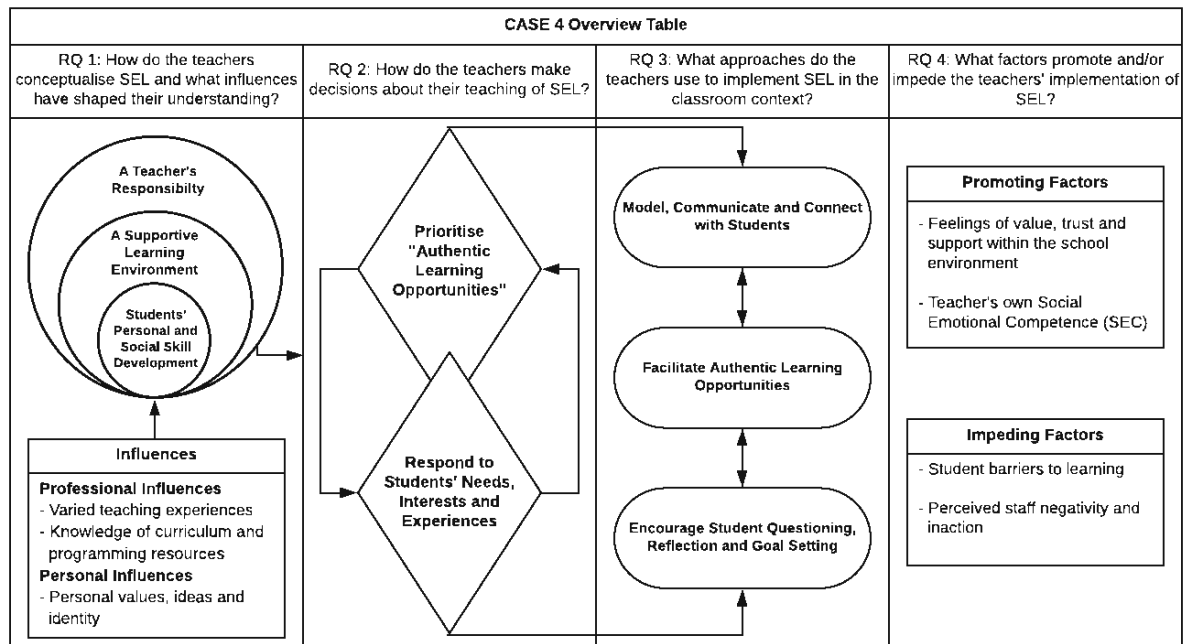 CASE 4 Overview Table
RQ 1: How do the teachers
conceptualise SEL and what influences
have shaped their understanding?
RQ 2: How do the teachers make
decisions about their teaching of SEL?
RQ 3: What approaches do the
teachers use to implement SEL in the
classroom context?
RQ 4: What factors promote and/or
impede the teachers' implementation of
SEL?
A Teacher's
Responsibilty
A Supportive
Learning
Environment
Students'
Personal and
Social Skill
Development
Influences
Professional Influences
- Varied teaching experiences
- Knowledge of curriculum and
programming resources
Personal Influences
- Personal values, ideas and
identity
Prioritise
"Authentic
Learning
Opportunities"
Respond to
Students' Needs,
Interests and
Experiences
Model, Communicate and Connect
with Students
Facilitate Authentic Learning
Opportunities
Encourage Student Questioning,
Reflection and Goal Setting
Promoting Factors
- Feelings of value, trust and
support within the school
environment
- Teacher's own Social
Emotional Competence (SEC)
Impeding Factors
- Student barriers to learning
- Perceived staff negativity and
inaction